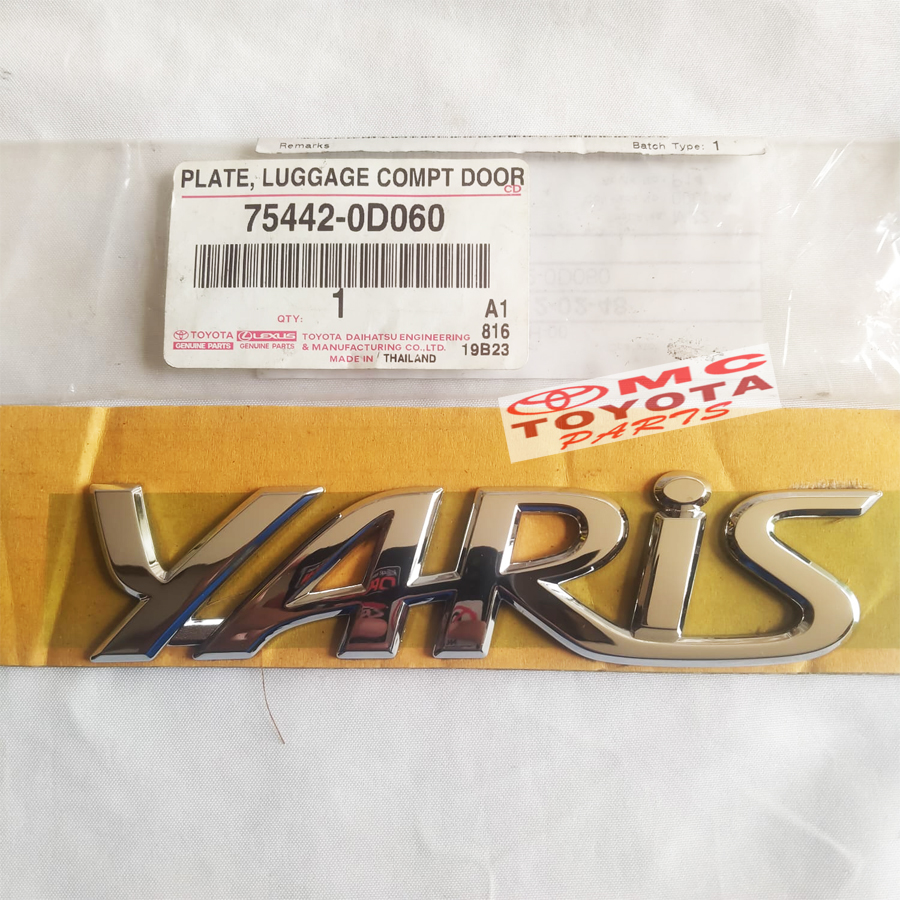 Remarks
Batch Type: 1
PLATE, LUGGAGE COMPT DOOR
CD
75442-0D060
QTY: 1
A1
816
19B23
TOYOTA
GENUINE PARTS
LEXUS
GENUINE PARTS
TOYOTA DAIHATSU ENGINEERING
& MANUFACTURING CO.,LTD.
MADE IN THAILAND
OMC
TOYOTA
PARTS
YARiS